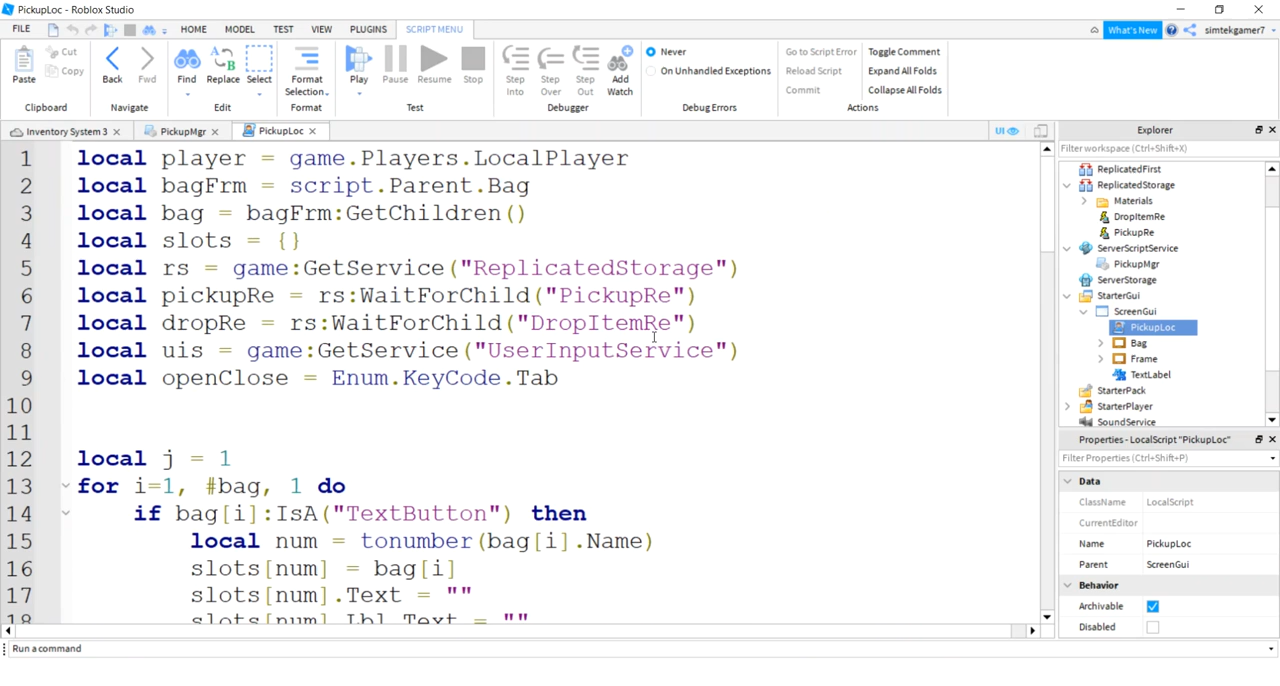 PickupLoc - Roblox Studio
FILE HOME MODEL TEST VIEW PLUGINS SCRIPT MENU What's New simtekgamer7
Paste Cut Copy Back Fwd Find Replace Select Format Selection Play Pause Resume Stop Step Into Step Over Step Out Add Watch
Never
On Unhandled Exceptions
Go to Script Error
Reload Script
Commit
Toggle Comment
Expand All Folds
Collapse All Folds
Clipboard Navigate Edit Format Test Debugger Debug Errors Actions
Inventory System 3 PickupMgr PickupLoc UI
1 local player = game.Players.LocalPlayer
2 local bagFrm = script.Parent.Bag
3 local bag = bagFrm:GetChildren()
4 local slots = {}
5 local rs = game:GetService("ReplicatedStorage")
6 local pickupRe = rs:WaitForChild("PickupRe")
7 local dropRe = rs:WaitForChild("DropItemRe")
8 local uis = game:GetService("UserInputService")
9 local openClose = Enum.KeyCode.Tab
10
11
12 local j = 1
13 for i=1, #bag, 1 do
14 if bag[i]:IsA("TextButton") then
15 local num = tonumber(bag[i].Name)
16 slots[num] = bag[i]
17 slots[num].Text = ""
18 slots[num].Lbl.Text = ""
Explorer
Filter workspace (Ctrl+Shift+X)
ReplicatedFirst
ReplicatedStorage
Materials
DropItemRe
PickupRe
ServerScriptService
PickupMgr
ServerStorage
StarterGui
ScreenGui
PickupLoc
Bag
Frame
TextLabel
StarterPack
StarterPlayer
SoundService
Properties - LocalScript "PickupLoc"
Filter Properties (Ctrl+Shift+P)
Data
ClassName LocalScript
CurrentEditor
Name PickupLoc
Parent ScreenGui
Behavior
Archivable
Disabled
Run a command